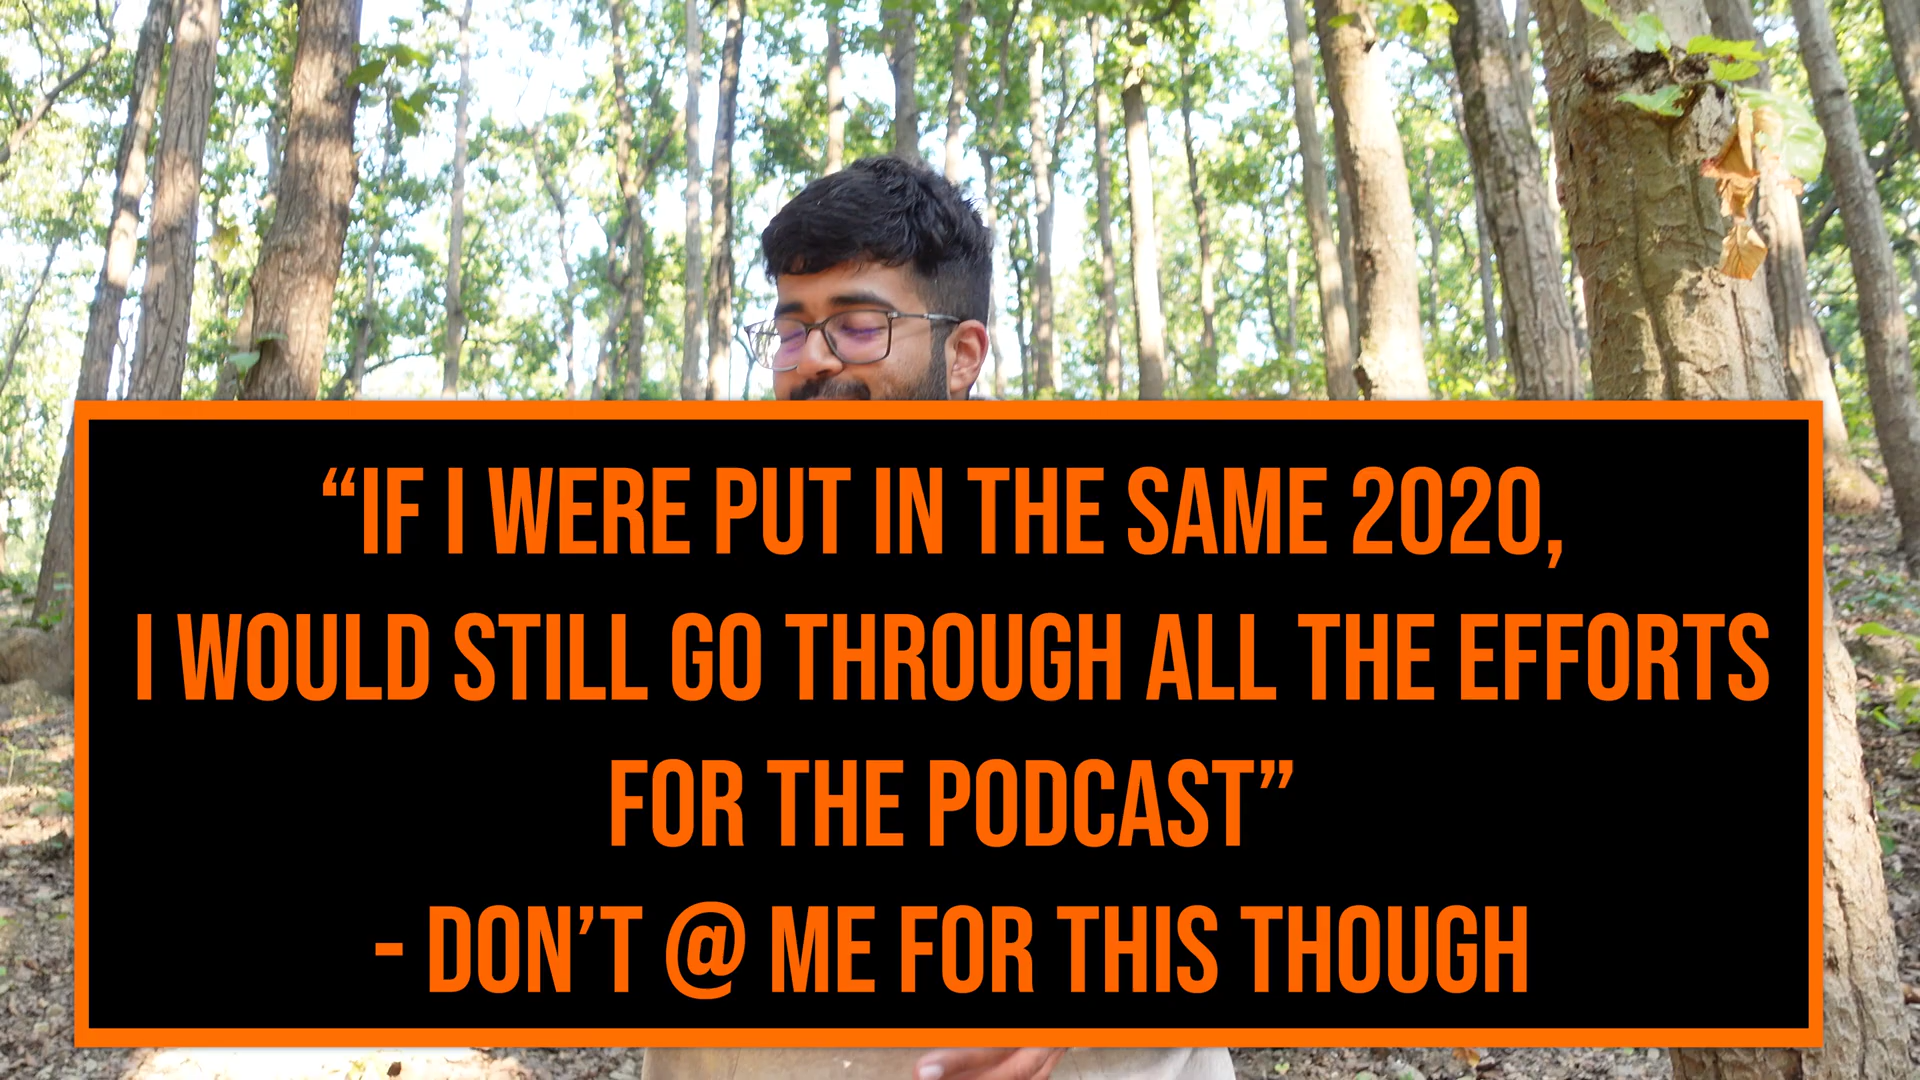 “IF I WERE PUT IN THE SAME 2020,
I WOULD STILL GO THROUGH ALL THE EFFORTS
FOR THE PODCAST”
- DON’T @ ME FOR THIS THOUGH